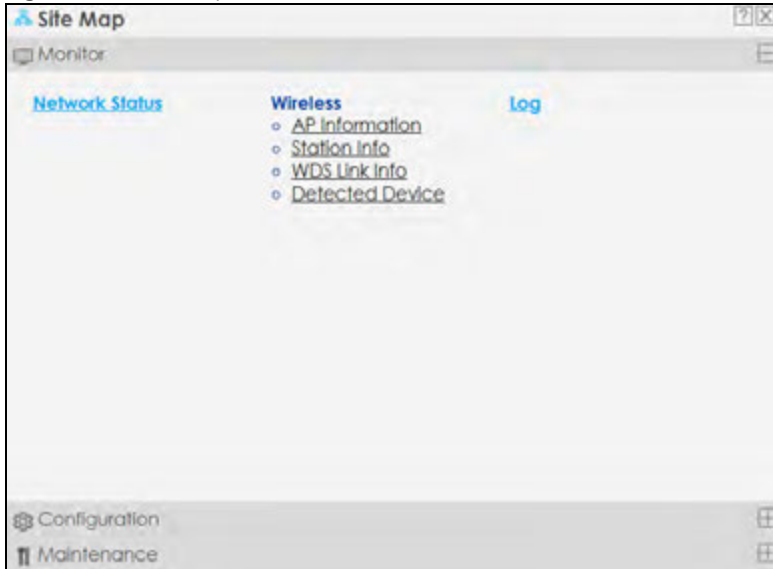 Site Map
Monitor
Network Status
Wireless
AP Information
Station Info
WDS Link Info
Detected Device
Log
Configuration
Maintenance